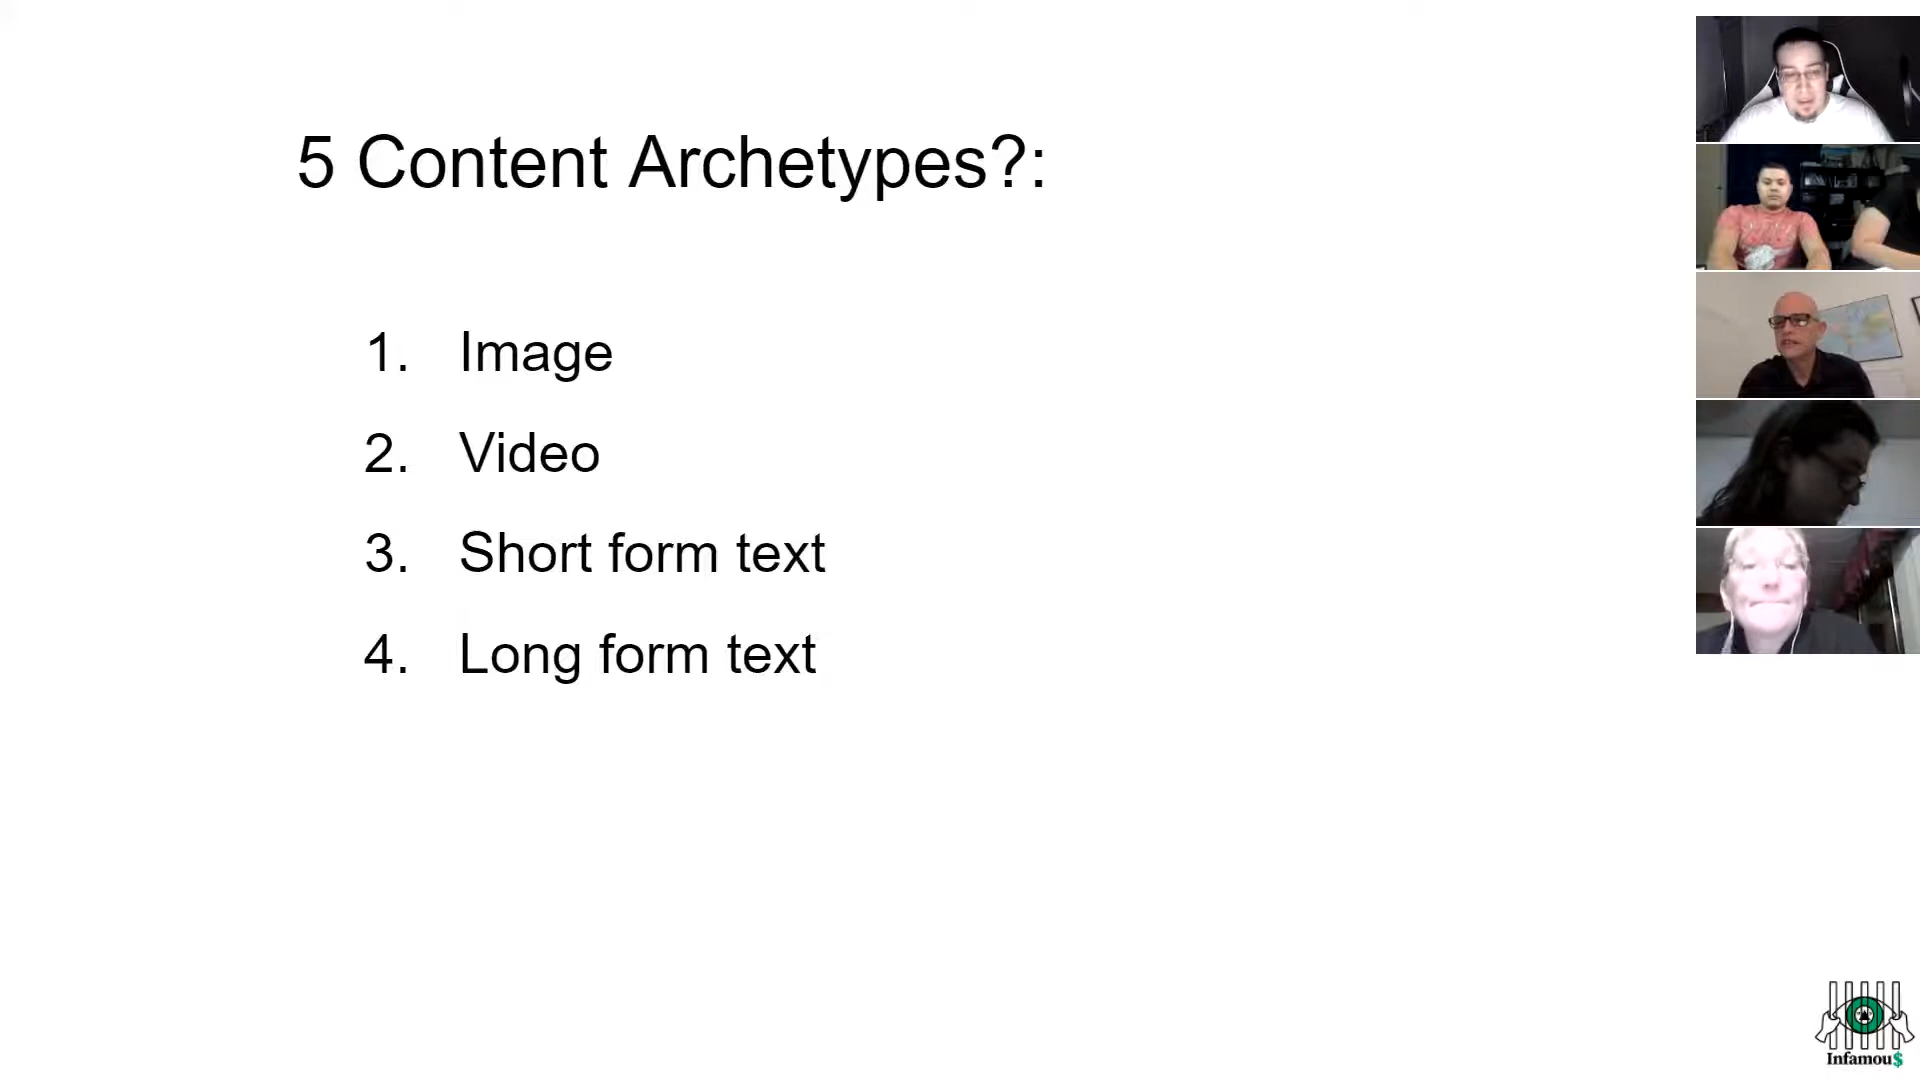 5 Content Archetypes?:
1. Image
2. Video
3. Short form text
4. Long form text
Infamou$